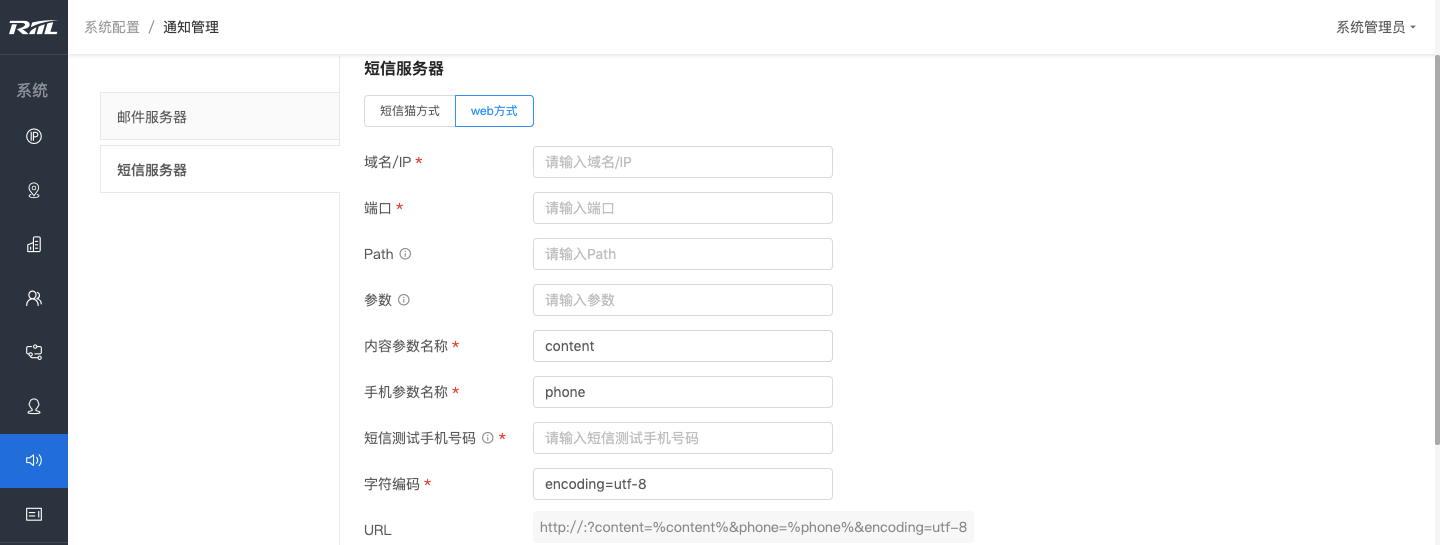 RIIL
系统配置 / 通知管理
系统管理员
系统
邮件服务器
短信服务器
短信服务器
短信猫方式 web方式
域名/IP * 请输入域名/IP
端口 * 请输入端口
Path 请输入Path
参数 请输入参数
内容参数名称 * content
手机参数名称 * phone
短信测试手机号码 * 请输入短信测试手机号码
字符编码 * encoding=utf-8
URL http://:?content=%content%&phone=%phone%&encoding=utf-8